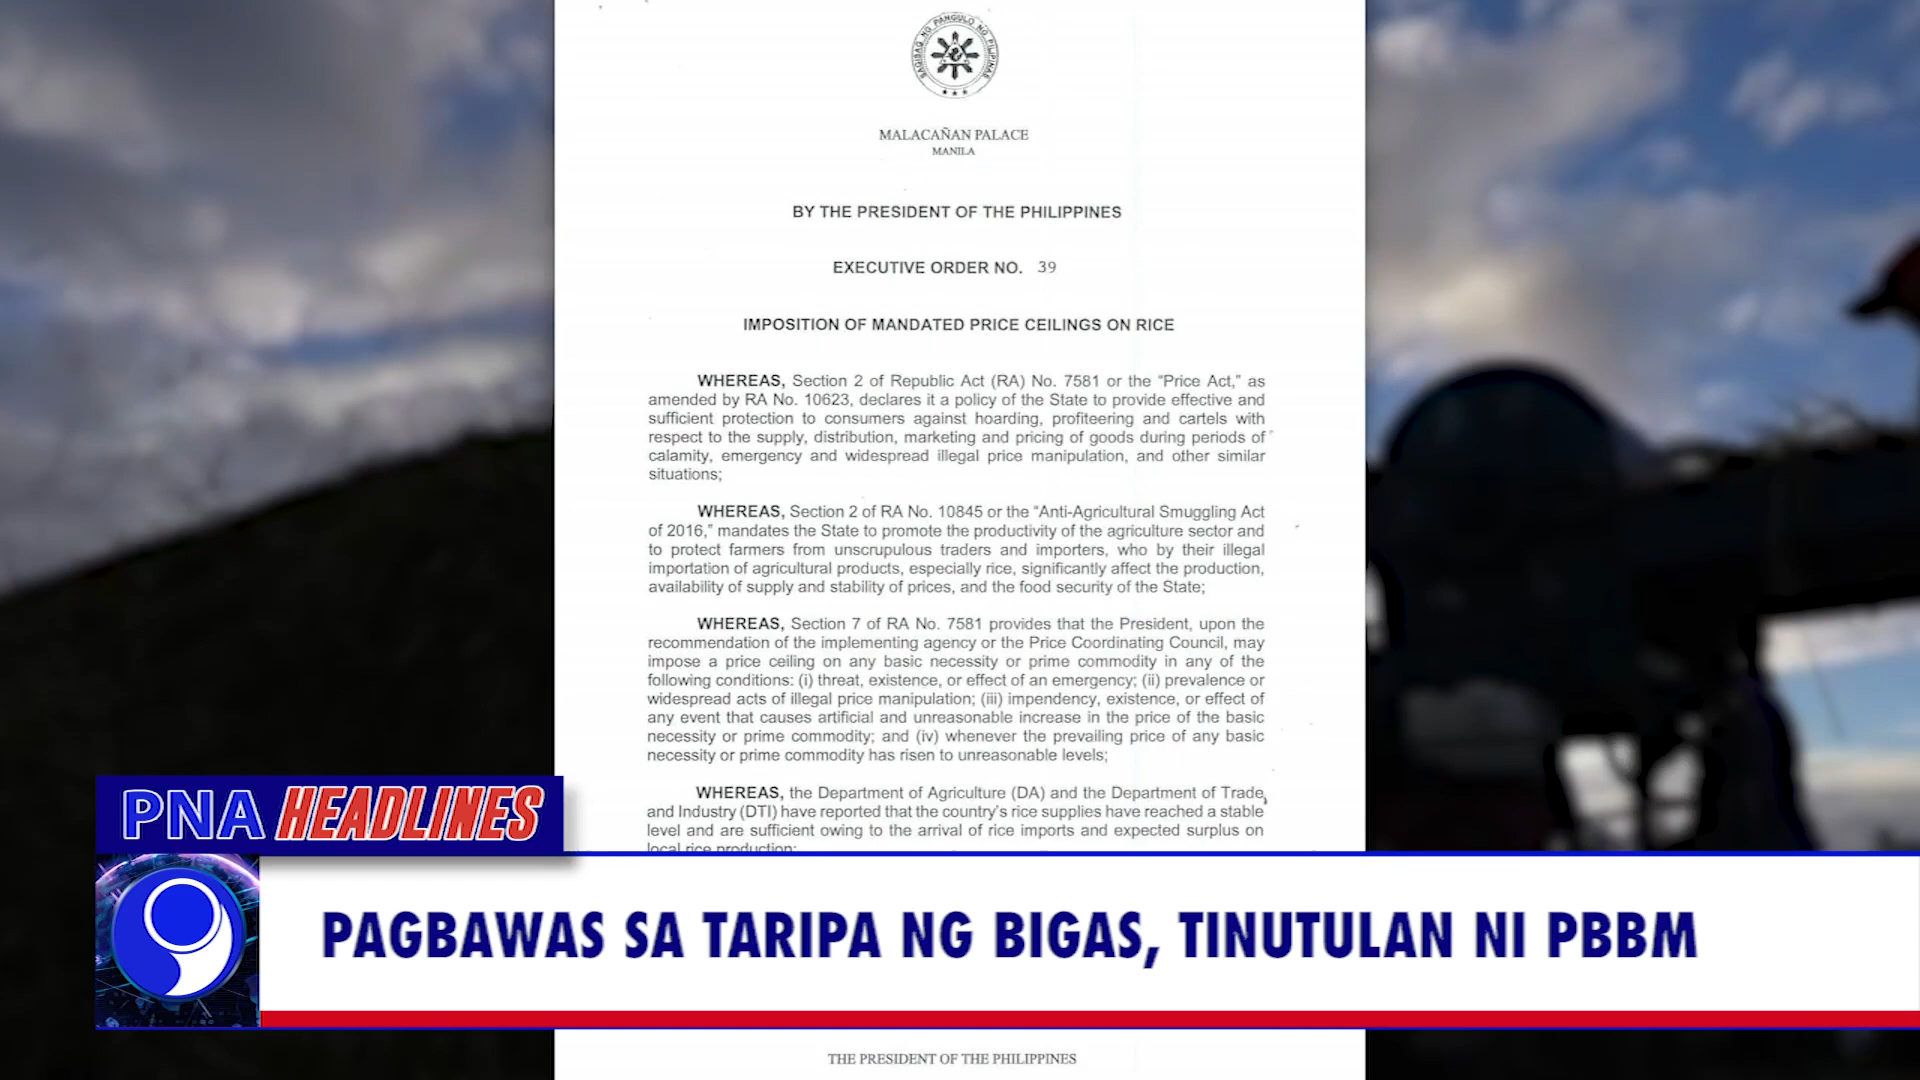 SAGISAG NG PANGULO NG PILIPINAS
MALACAÑAN PALACE
MANILA
BY THE PRESIDENT OF THE PHILIPPINES
EXECUTIVE ORDER NO. 39
IMPOSITION OF MANDATED PRICE CEILINGS ON RICE
WHEREAS, Section 2 of Republic Act (RA) No. 7581 or the “Price Act,” as
amended by RA No. 10623, declares it a policy of the State to provide effective and
sufficient protection to consumers against hoarding, profiteering and cartels with
respect to the supply, distribution, marketing and pricing of goods during periods of
calamity, emergency and widespread illegal price manipulation, and other similar
situations;
WHEREAS, Section 2 of RA No. 10845 or the “Anti-Agricultural Smuggling Act
of 2016,” mandates the State to promote the productivity of the agriculture sector and
to protect farmers from unscrupulous traders and importers, who by their illegal
importation of agricultural products, especially rice, significantly affect the production,
availability of supply and stability of prices, and the food security of the State;
WHEREAS, Section 7 of RA No. 7581 provides that the President, upon the
recommendation of the implementing agency or the Price Coordinating Council, may
impose a price ceiling on any basic necessity or prime commodity in any of the
following conditions: (i) threat, existence, or effect of an emergency; (ii) prevalence or
widespread acts of illegal price manipulation; (iii) impendency, existence, or effect of
any event that causes artificial and unreasonable increase in the price of the basic
necessity or prime commodity; and (iv) whenever the prevailing price of any basic
necessity or prime commodity has risen to unreasonable levels;
WHEREAS, the Department of Agriculture (DA) and the Department of Trade
and Industry (DTI) have reported that the country's rice supplies have reached a stable
level and are sufficient owing to the arrival of rice imports and expected surplus on
local rice production;
PNA HEADLINES
PAGBAWAS SA TARIPA NG BIGAS, TINUTULAN NI PBBM
THE PRESIDENT OF THE PHILIPPINES